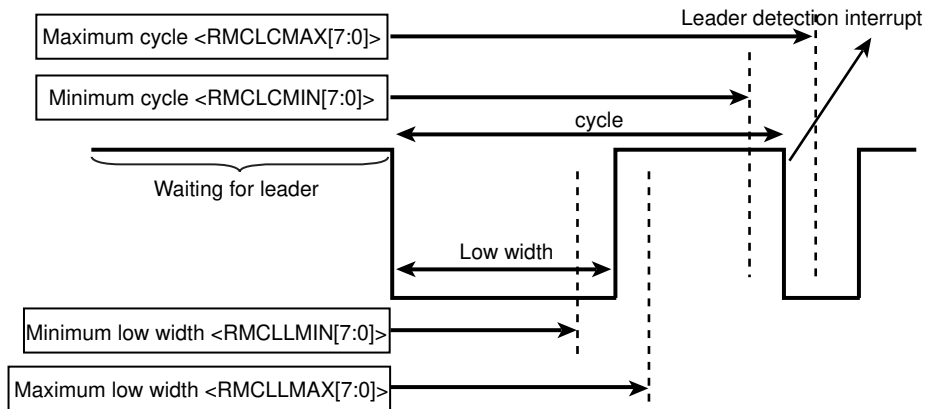 Leader detection interrupt
Maximum cycle <RMCLCMAX[7:0]>
Minimum cycle <RMCLCMIN[7:0]>
cycle
Waiting for leader
Low width
Minimum low width <RMCLLMIN[7:0]>
Maximum low width <RMCLLMAX[7:0]>